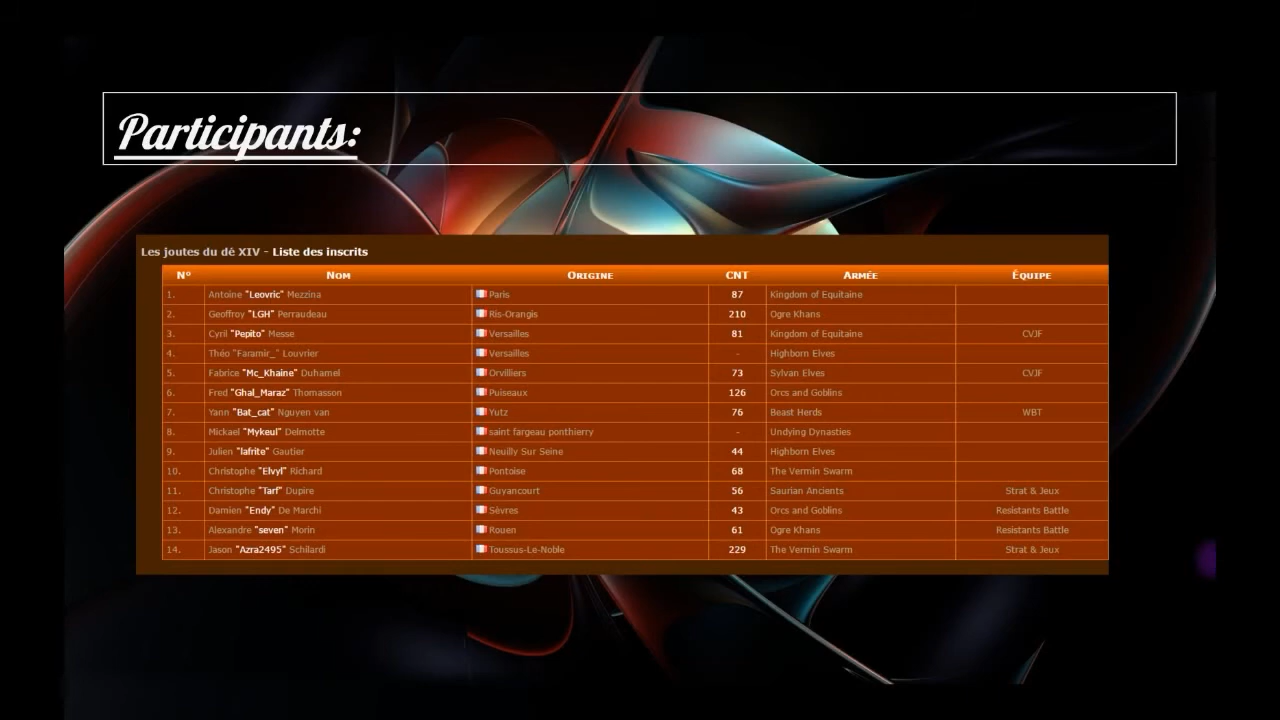 Participants:
Les joutes du dé XIV - Liste des inscrits
N° Nom Origine CNT Armée Équipe
1. Antoine "Leovric" Mezzina Paris 87 Kingdom of Equitaine
2. Geoffroy "LGH" Perraudeau Ris-Orangis 210 Ogre Khans
3. Cyril "Pepito" Messe Versailles 81 Kingdom of Equitaine CVJF
4. Théo "Faramir_" Louvrier Versailles - Highborn Elves
5. Fabrice "Mc_Khaine" Duhamel Orvilliers 73 Sylvan Elves CVJF
6. Fred "Ghal_Maraz" Thomasson Puiseaux 126 Orcs and Goblins
7. Yann "Bat_cat" Nguyen van Yutz 76 Beast Herds WBT
8. Mickael "Mykeul" Delmotte saint fargeau ponthierry - Undying Dynasties
9. Julien "lafrite" Gautier Neuilly Sur Seine 44 Highborn Elves
10. Christophe "Elvyl" Richard Pontoise 68 The Vermin Swarm
11. Christophe "Tarf" Dupire Guyancourt 56 Saurian Ancients Strat & Jeux
12. Damien "Endy" De Marchi Sèvres 43 Orcs and Goblins Resistants Battle
13. Alexandre "seven" Morin Rouen 61 Ogre Khans Resistants Battle
14. Jason "Azra2495" Schilardi Toussus-Le-Noble 229 The Vermin Swarm Strat & Jeux